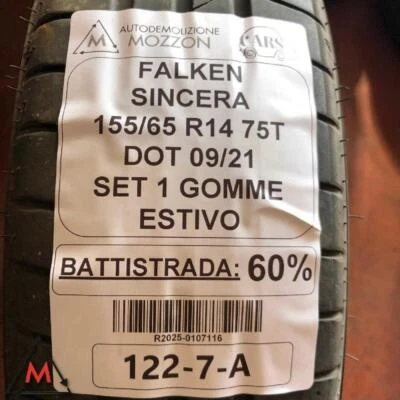 AUTODEMOLIZIONE
MOZZON
CARS
FALKEN
SINCERA
155/65 R14 75T
DOT 09/21
SET 1 GOMME
ESTIVO
BATTISTRADA: 60%
R2025-0107116
122-7-A
M